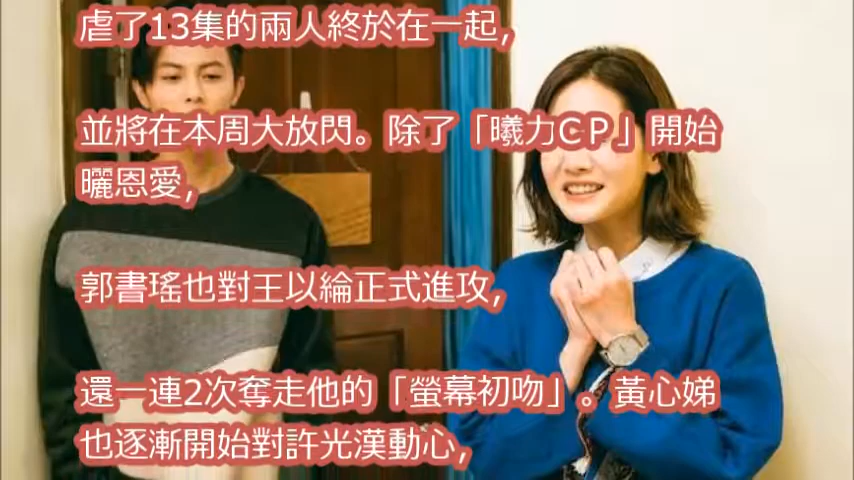 虐了13集的兩人終於在一起,
並將在本周大放閃。除了「曦力CP」開始
曬恩愛,
郭書瑤也對王以綸正式進攻,
還一連2次奪走他的「螢幕初吻」。黃心娣
也逐漸開始對許光漢動心,